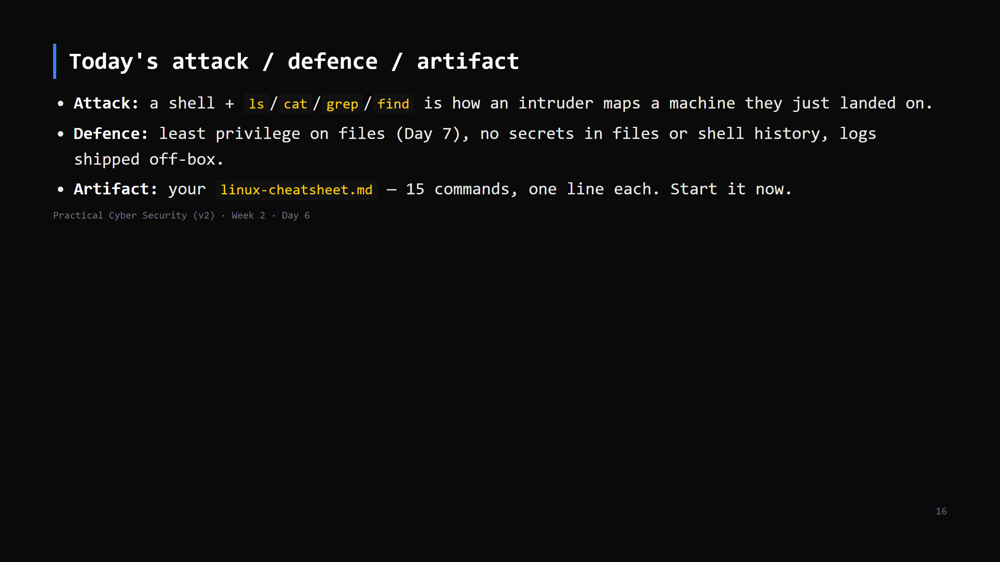 Today's attack / defence / artifact
• Attack: a shell + ls/cat/grep/find is how an intruder maps a machine they just landed on.
• Defence: least privilege on files (Day 7), no secrets in files or shell history, logs
shipped off-box.
• Artifact: your linux-cheatsheet.md — 15 commands, one line each. Start it now.
Practical Cyber Security (v2) · Week 2 · Day 6
16